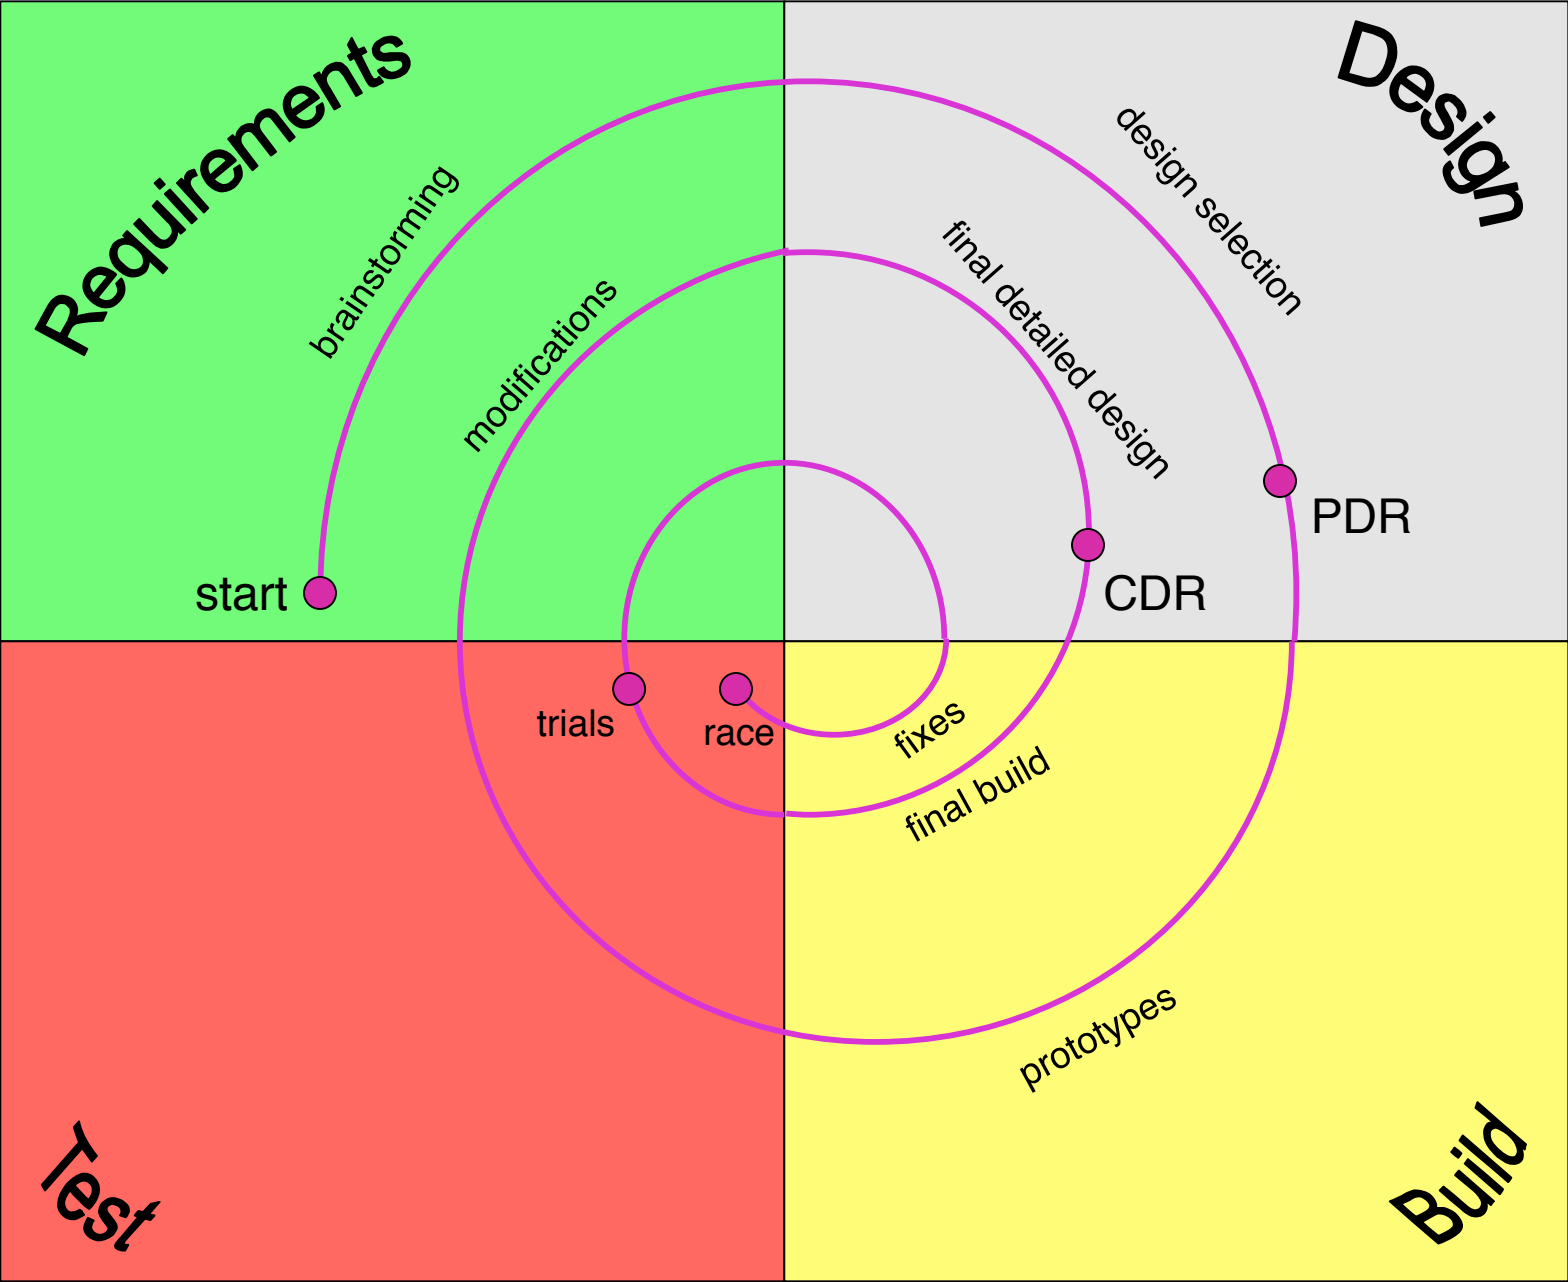 Requirements
Design
brainstorming
design selection
modifications
final detailed design
PDR
start
CDR
trials
race
fixes
final build
prototypes
Test
Build